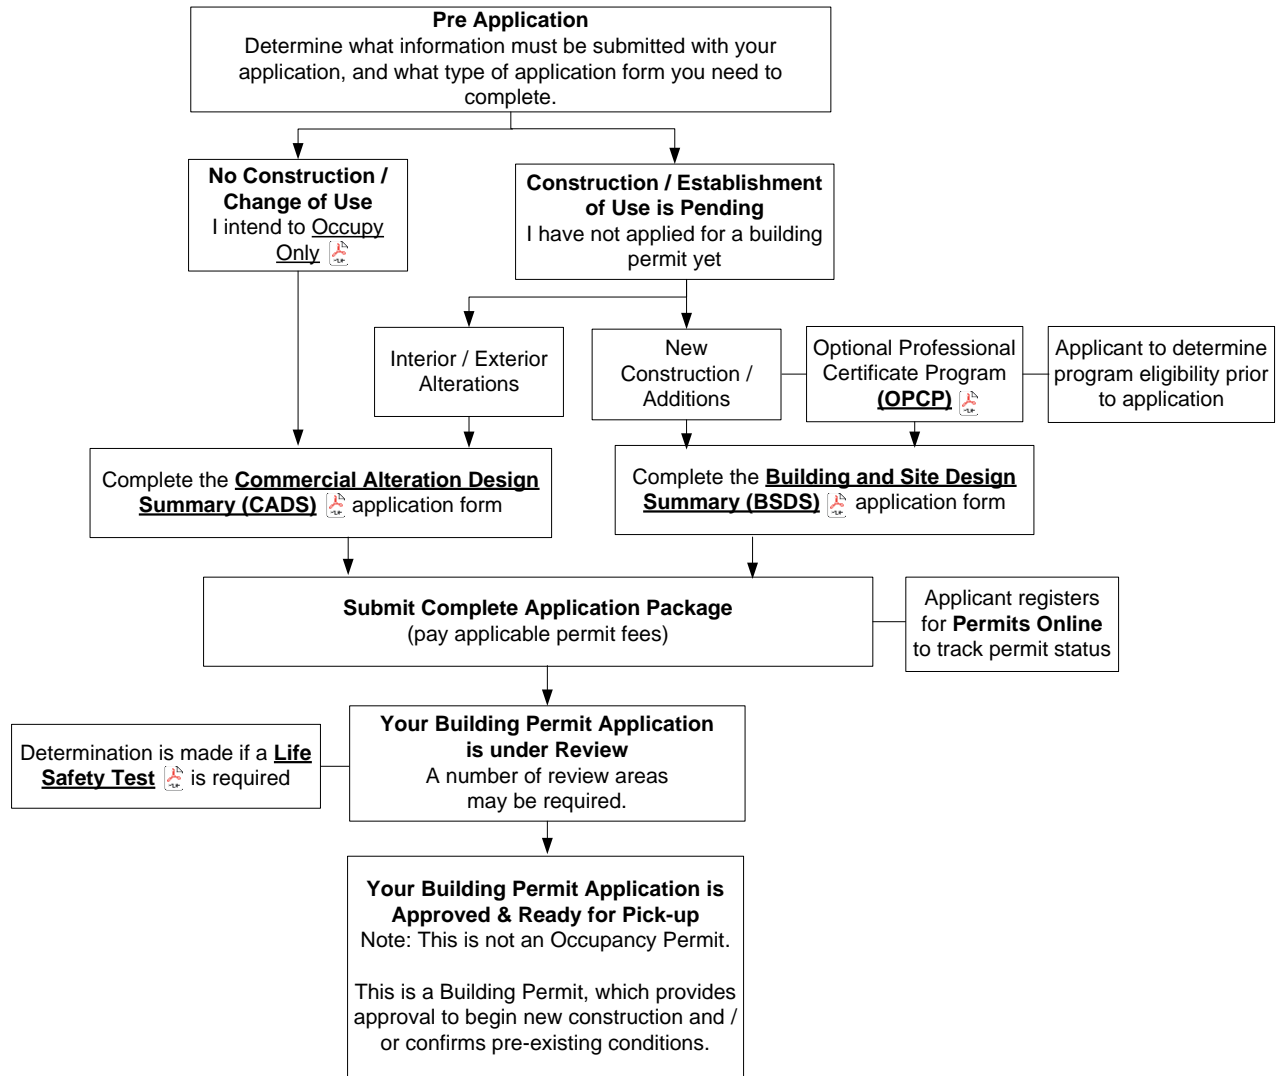 Pre Application
Determine what information must be submitted with your
application, and what type of application form you need to
complete.
No Construction /
Change of Use
I intend to Occupy
Only
Construction / Establishment
of Use is Pending
I have not applied for a building
permit yet
Interior / Exterior
Alterations
New
Construction /
Additions
Optional Professional
Certificate Program
(OPCP)
Applicant to determine
program eligibility prior
to application
Complete the Commercial Alteration Design
Summary (CADS) application form
Complete the Building and Site Design
Summary (BSDS) application form
Submit Complete Application Package
(pay applicable permit fees)
Applicant registers
for Permits Online
to track permit status
Your Building Permit Application
is under Review
A number of review areas
may be required.
Determination is made if a Life
Safety Test is required
Your Building Permit Application is
Approved & Ready for Pick-up
Note: This is not an Occupancy Permit.
This is a Building Permit, which provides
approval to begin new construction and /
or confirms pre-existing conditions.